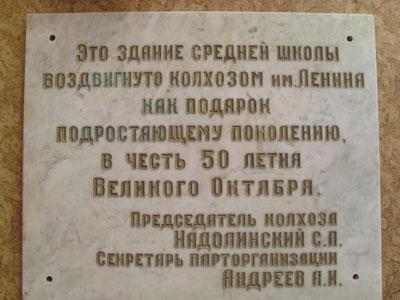 Это здание средней школы
воздвигнуто колхозом им.Ленина
как подарок
подростающему поколению,
в честь 50 летия
Великого Октября.
Председатель колхоза
Надолинский С.П.
Секретарь парторганизации
Андреев А.И.